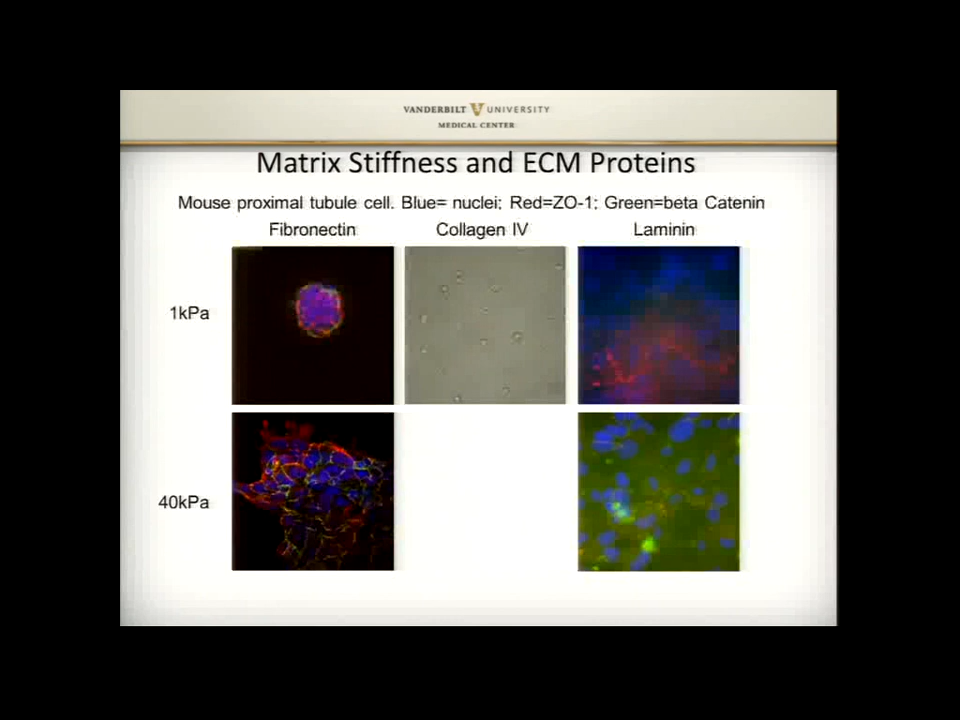 VANDERBILT V UNIVERSITY
MEDICAL CENTER
Matrix Stiffness and ECM Proteins
Mouse proximal tubule cell. Blue= nuclei; Red=ZO-1; Green=beta Catenin
Fibronectin Collagen IV Laminin
1kPa
40kPa